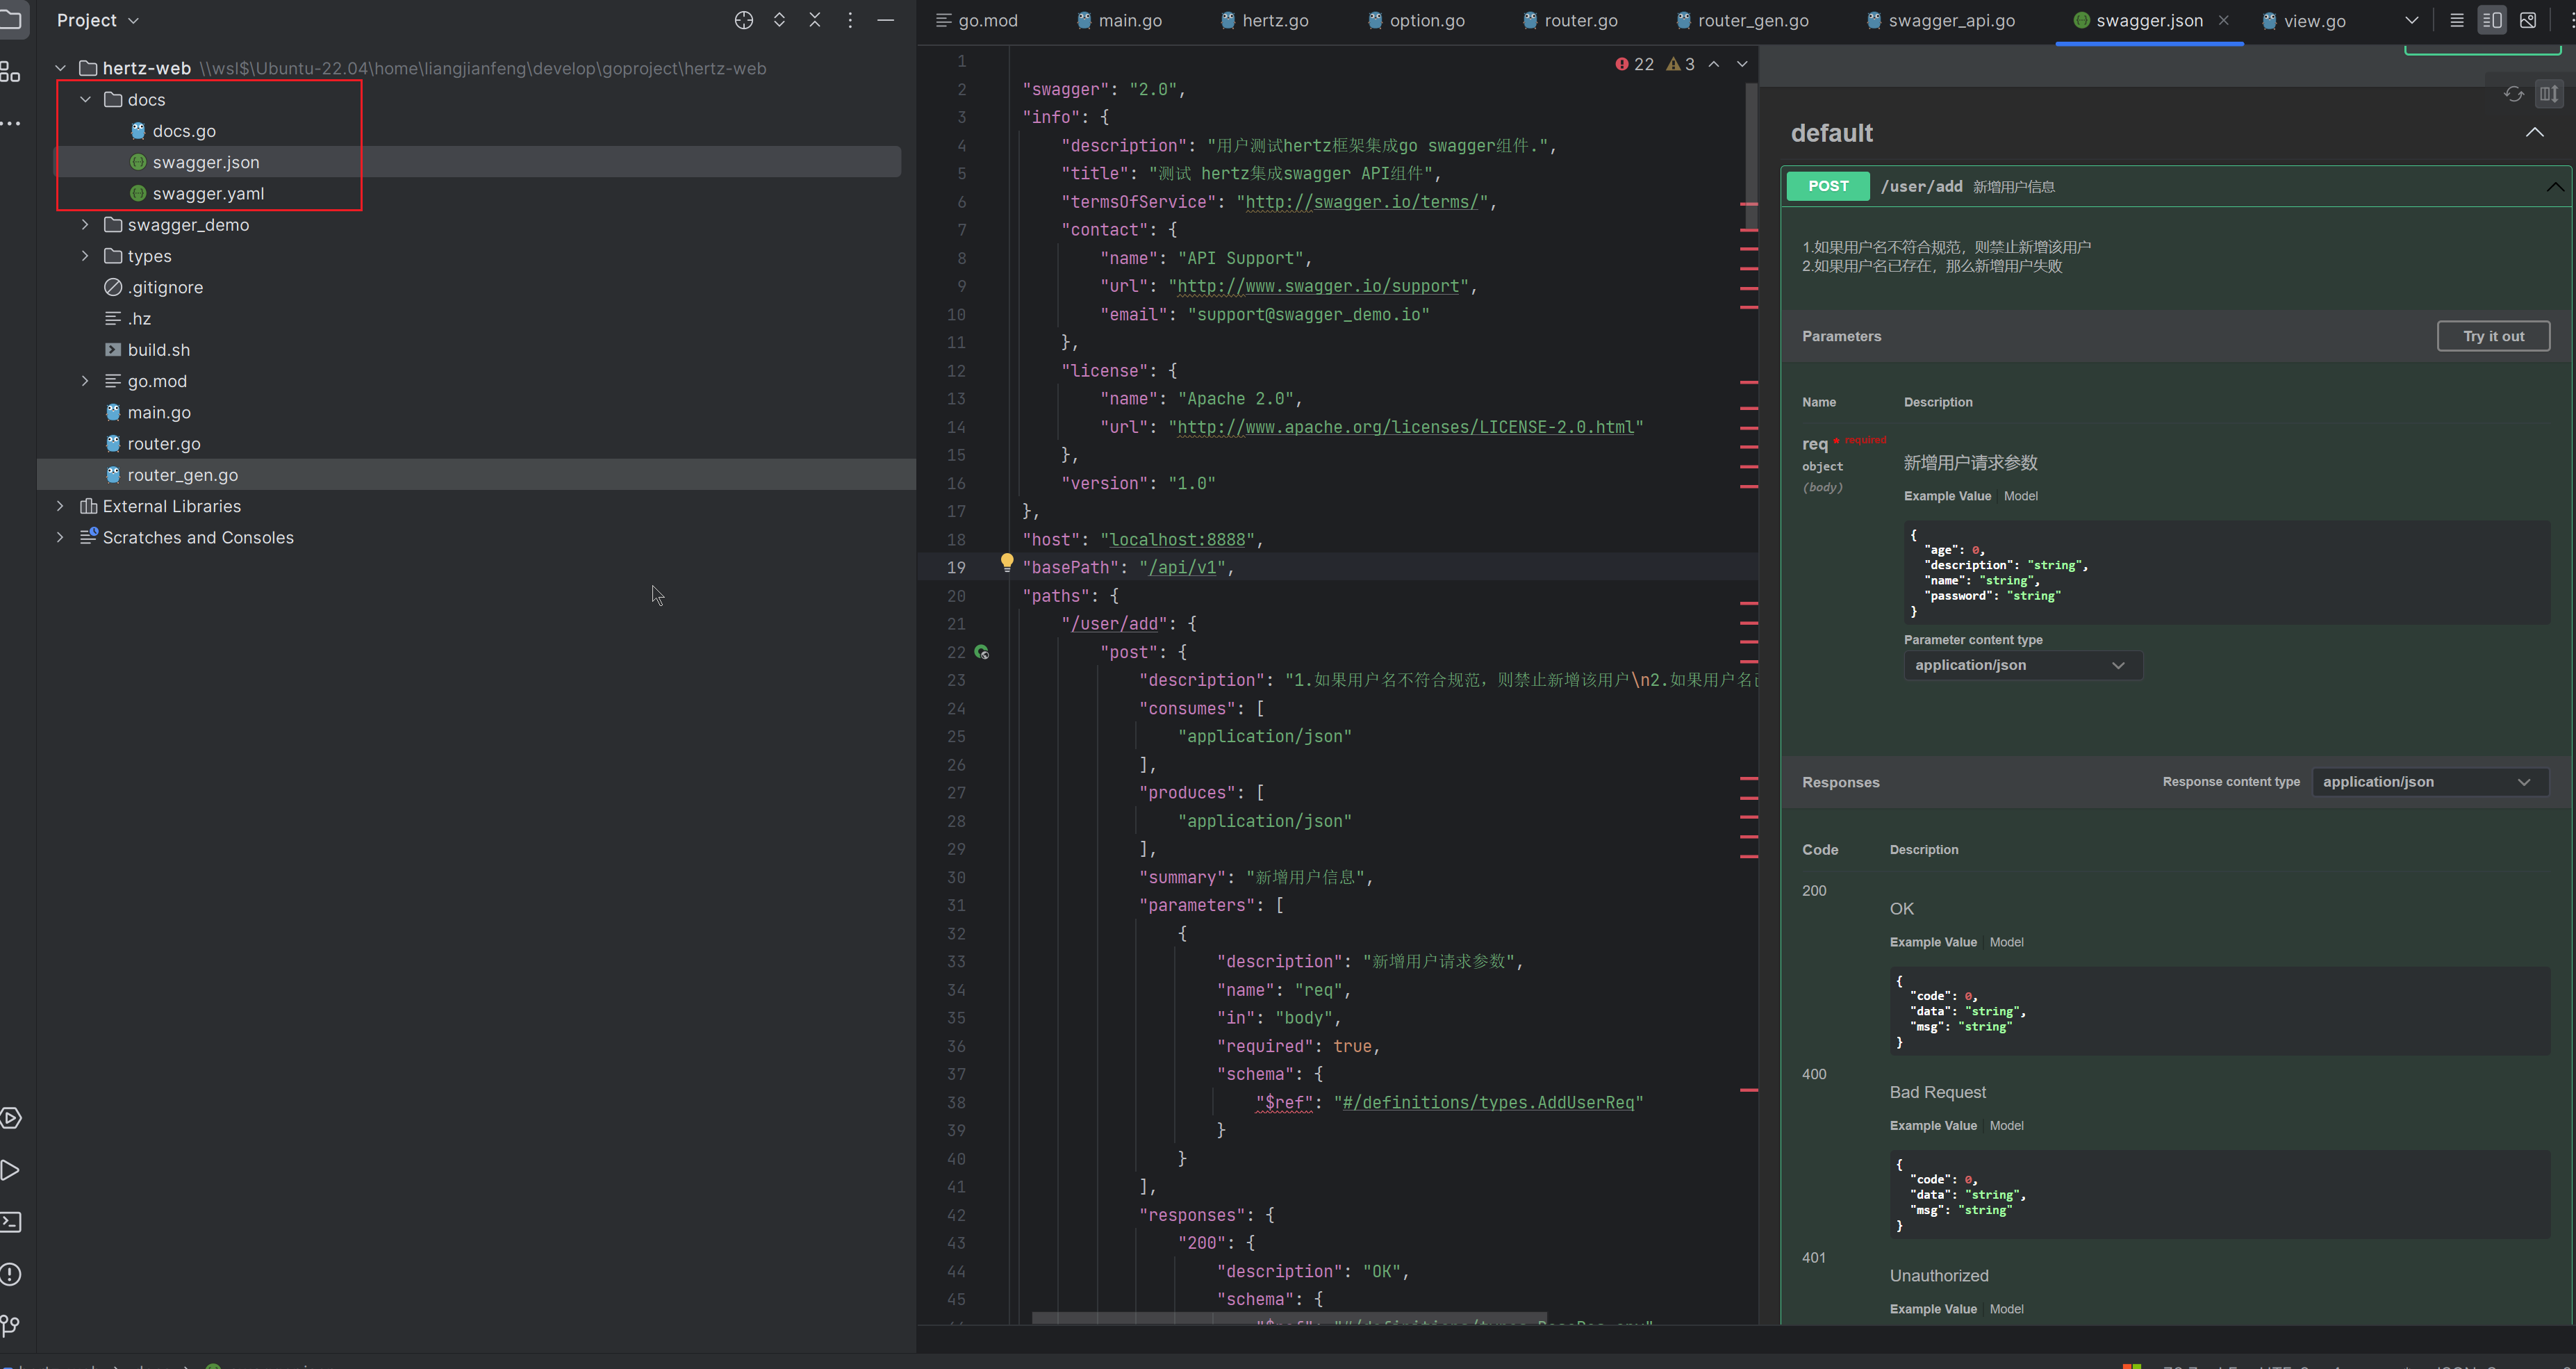 Project
hertz-web \\wsl$\Ubuntu-22.04\home\liangjianfeng\develop\goproject\hertz-web
docs
docs.go
swagger.json
swagger.yaml
swagger_demo
types
.gitignore
.hz
build.sh
go.mod
main.go
router.go
router_gen.go
External Libraries
Scratches and Consoles
go.mod main.go hertz.go option.go router.go router_gen.go swagger_api.go swagger.json view.go
22 3
1
2 "swagger": "2.0",
3 "info": {
4 "description": "用户测试hertz框架集成go swagger组件.",
5 "title": "测试 hertz集成swagger API组件",
6 "termsOfService": "http://swagger.io/terms/",
7 "contact": {
8 "name": "API Support",
9 "url": "http://www.swagger.io/support",
10 "email": "support@swagger_demo.io"
11 },
12 "license": {
13 "name": "Apache 2.0",
14 "url": "http://www.apache.org/licenses/LICENSE-2.0.html"
15 },
16 "version": "1.0"
17 },
18 "host": "localhost:8888",
19 "basePath": "/api/v1",
20 "paths": {
21 "/user/add": {
22 "post": {
23 "description": "1.如果用户名不符合规范，则禁止新增该用户\n2.如果用户名
24 "consumes": [
25 "application/json"
26 ],
27 "produces": [
28 "application/json"
29 ],
30 "summary": "新增用户信息",
31 "parameters": [
32 {
33 "description": "新增用户请求参数",
34 "name": "req",
35 "in": "body",
36 "required": true,
37 "schema": {
38 "$ref": "#/definitions/types.AddUserReq"
39 }
40 }
41 ],
42 "responses": {
43 "200": {
44 "description": "OK",
45 "schema": {
default
POST /user/add 新增用户信息
1.如果用户名不符合规范，则禁止新增该用户
2.如果用户名已存在，那么新增用户失败
Parameters Try it out
Name Description
req * required
object
(body)
新增用户请求参数
Example Value Model
{
"age": 0,
"description": "string",
"name": "string",
"password": "string"
}
Parameter content type
application/json
Responses Response content type application/json
Code Description
200
OK
Example Value Model
{
"code": 0,
"data": "string",
"msg": "string"
}
400
Bad Request
Example Value Model
{
"code": 0,
"data": "string",
"msg": "string"
}
401
Unauthorized
Example Value Model